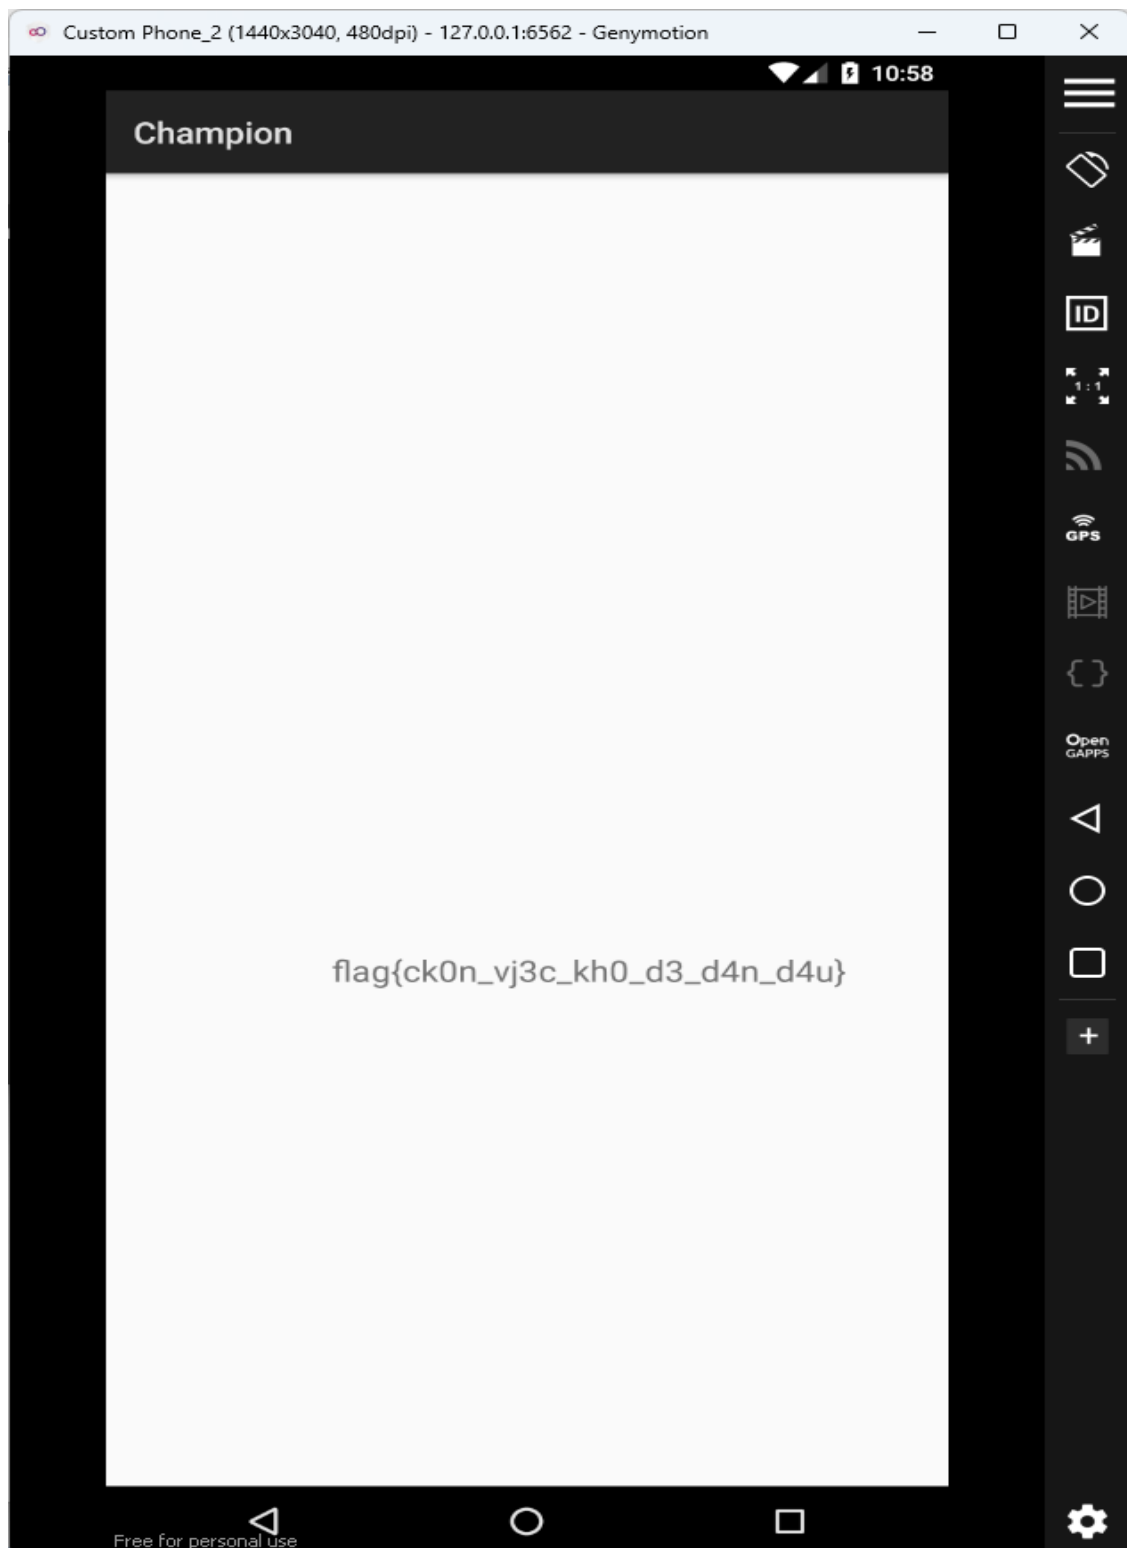 Custom Phone_2 (1440x3040, 480dpi) - 127.0.0.1:6562 - Genymotion
10:58
Champion
ID
1:1
GPS
Open
GAPPS
flag{ck0n_vj3c_kh0_d3_d4n_d4u}
Free for personal use